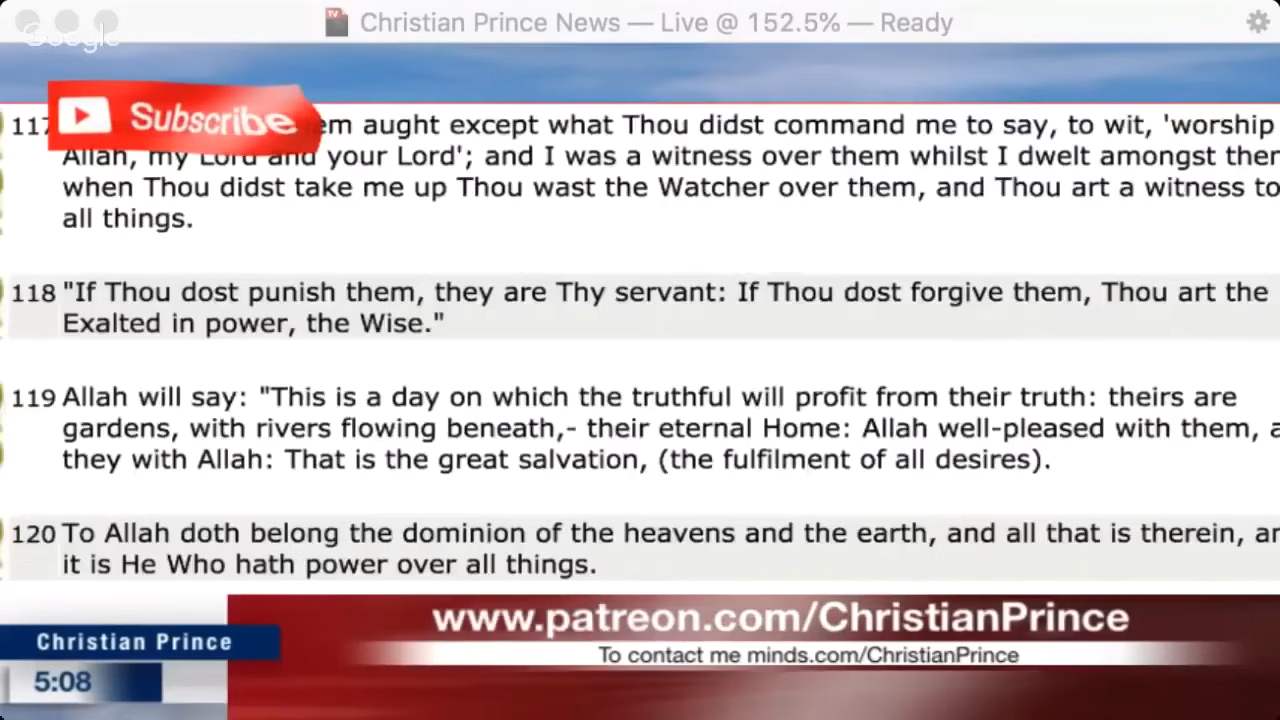 Christian Prince News — Live @ 152.5% — Ready
Google
Subscribe
117 em aught except what Thou didst command me to say, to wit, 'worship
Allah, my Lord and your Lord'; and I was a witness over them whilst I dwelt amongst them
when Thou didst take me up Thou wast the Watcher over them, and Thou art a witness to
all things.
118 "If Thou dost punish them, they are Thy servant: If Thou dost forgive them, Thou art the
Exalted in power, the Wise."
119 Allah will say: "This is a day on which the truthful will profit from their truth: theirs are
gardens, with rivers flowing beneath,- their eternal Home: Allah well-pleased with them, a
they with Allah: That is the great salvation, (the fulfilment of all desires).
120 To Allah doth belong the dominion of the heavens and the earth, and all that is therein, an
it is He Who hath power over all things.
www.patreon.com/ChristianPrince
Christian Prince
To contact me minds.com/ChristianPrince
5:08